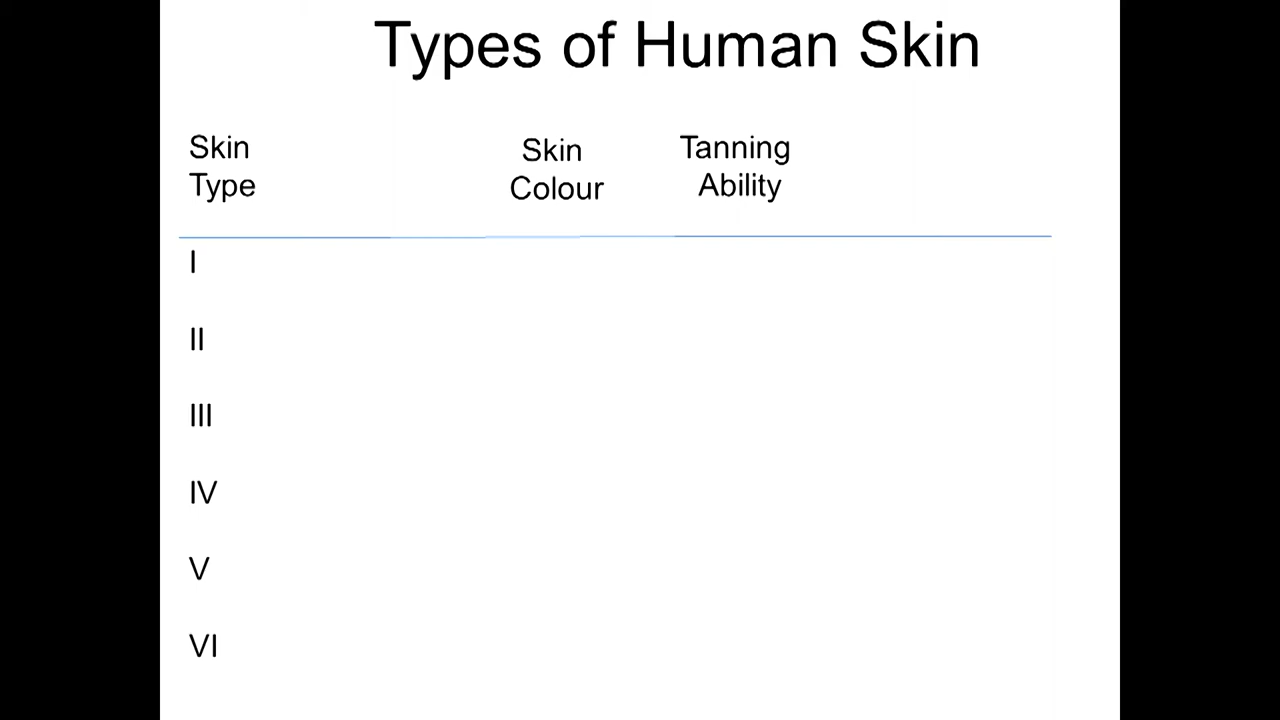 Types of Human Skin
Skin Type
Skin Colour
Tanning Ability
I
II
III
IV
V
VI